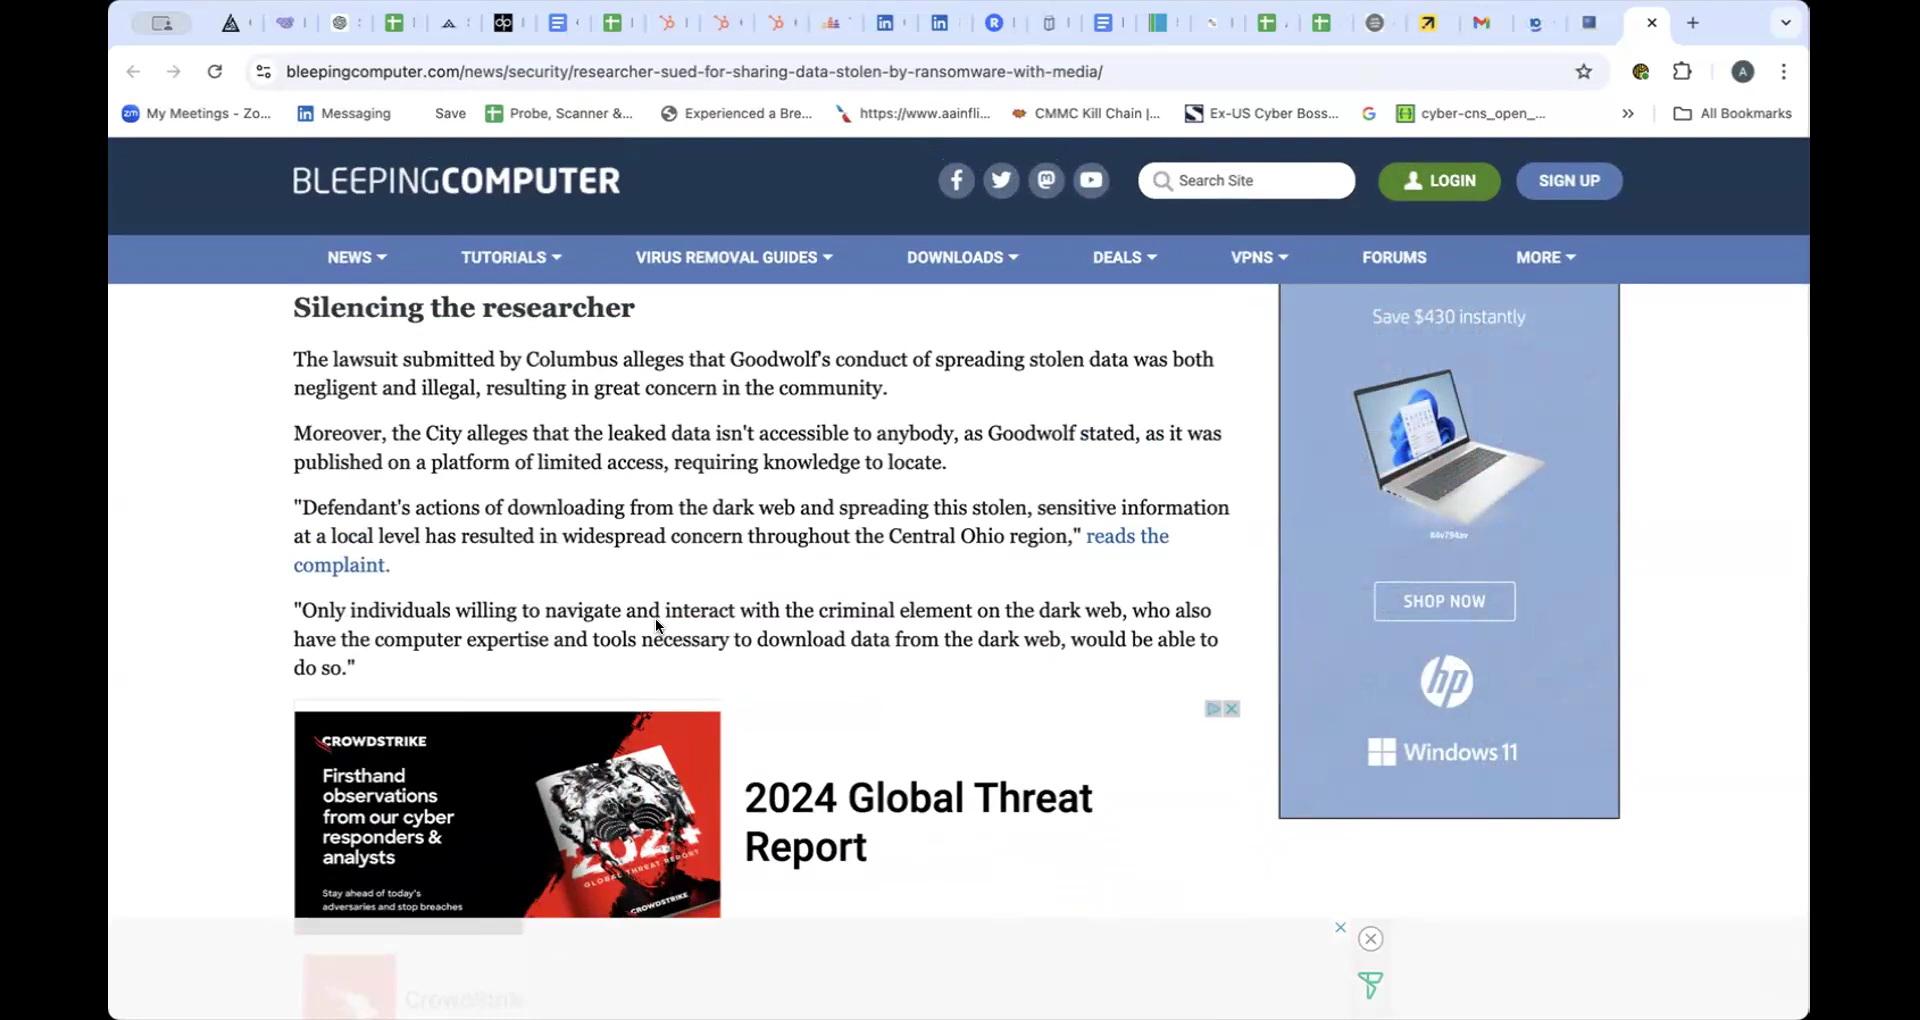 bleepingcomputer.com/news/security/researcher-sued-for-sharing-data-stolen-by-ransomware-with-media/
A
zm My Meetings - Zo...
Messaging
Save
Probe, Scanner &...
Experienced a Bre...
https://www.aainfli...
CMMC Kill Chain |...
Ex-US Cyber Boss...
cyber-cns_open_...
»
All Bookmarks
BLEEPINGCOMPUTER
Search Site
LOGIN
SIGN UP
NEWS
TUTORIALS
VIRUS REMOVAL GUIDES
DOWNLOADS
DEALS
VPNS
FORUMS
MORE
Silencing the researcher
The lawsuit submitted by Columbus alleges that Goodwolf's conduct of spreading stolen data was both
negligent and illegal, resulting in great concern in the community.
Moreover, the City alleges that the leaked data isn't accessible to anybody, as Goodwolf stated, as it was
published on a platform of limited access, requiring knowledge to locate.
"Defendant's actions of downloading from the dark web and spreading this stolen, sensitive information
at a local level has resulted in widespread concern throughout the Central Ohio region," reads the
complaint.
"Only individuals willing to navigate and interact with the criminal element on the dark web, who also
have the computer expertise and tools necessary to download data from the dark web, would be able to
do so."
Save $430 instantly
SHOP NOW
hp
Windows 11
CROWDSTRIKE
Firsthand
observations
from our cyber
responders &
analysts
Stay ahead of today's
adversaries and stop breaches
2024
GLOBAL THREAT REPORT
CROWDSTRIKE
2024 Global Threat
Report
CrowdStrik